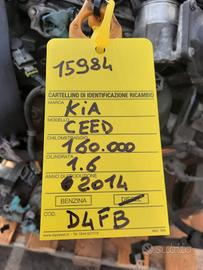 15984
CARTELLINO DI IDENTIFICAZIONE RICAMBIO
MARCA
KiA
MODELLO
CEED
CHILOMETRAGGIO
160.000
CILINDRATA
1.6
ANNO DI PRODUZIONE
2014
BENZINA
COD.
D4FB